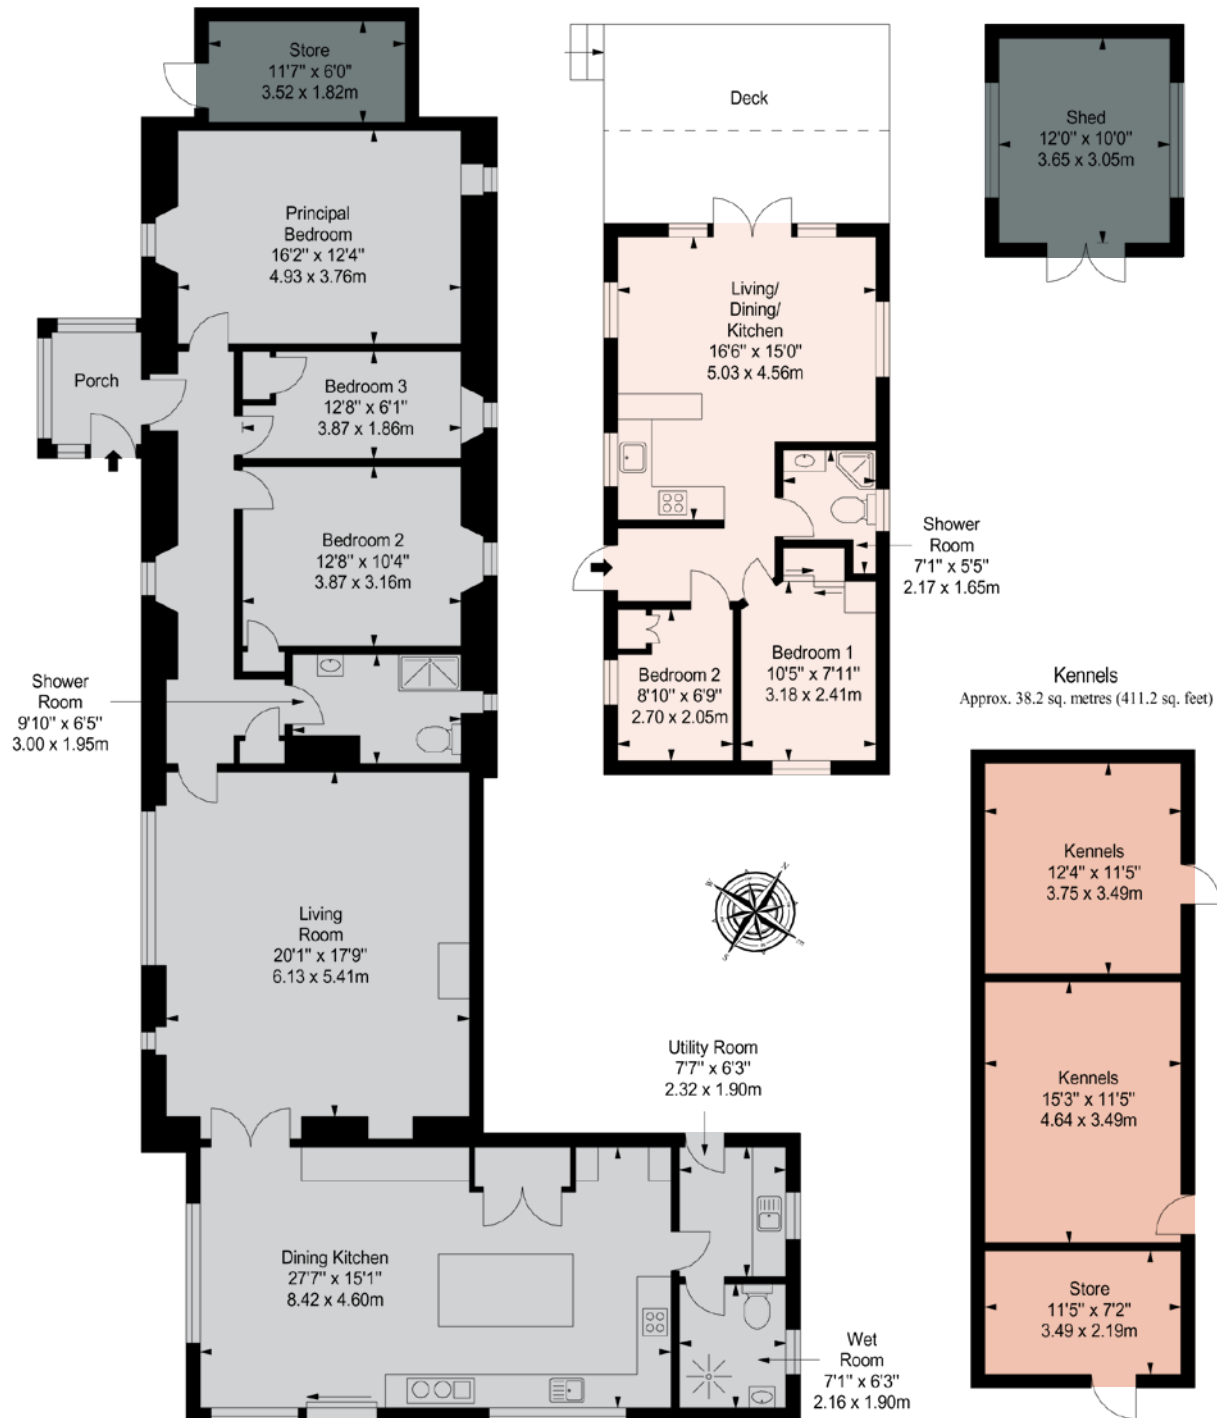 Store
11'7" x 6'0"
3.52 x 1.82m
Principal
Bedroom
16'2" x 12'4"
4.93 x 3.76m
Porch
Bedroom 3
12'8" x 6'1"
3.87 x 1.86m
Bedroom 2
12'8" x 10'4"
3.87 x 3.16m
Shower
Room
9'10" x 6'5"
3.00 x 1.95m
Living
Room
20'1" x 17'9"
6.13 x 5.41m
Dining Kitchen
27'7" x 15'1"
8.42 x 4.60m
Utility Room
7'7" x 6'3"
2.32 x 1.90m
Wet
Room
7'1" x 6'3"
2.16 x 1.90m
Deck
Living/
Dining/
Kitchen
16'6" x 15'0"
5.03 x 4.56m
Shower
Room
7'1" x 5'5"
2.17 x 1.65m
Bedroom 1
10'5" x 7'11"
3.18 x 2.41m
Bedroom 2
8'10" x 6'9"
2.70 x 2.05m
N
W
E
S
Shed
12'0" x 10'0"
3.65 x 3.05m
Kennels
Approx. 38.2 sq. metres (411.2 sq. feet)
Kennels
12'4" x 11'5"
3.75 x 3.49m
Kennels
15'3" x 11'5"
4.64 x 3.49m
Store
11'5" x 7'2"
3.49 x 2.19m